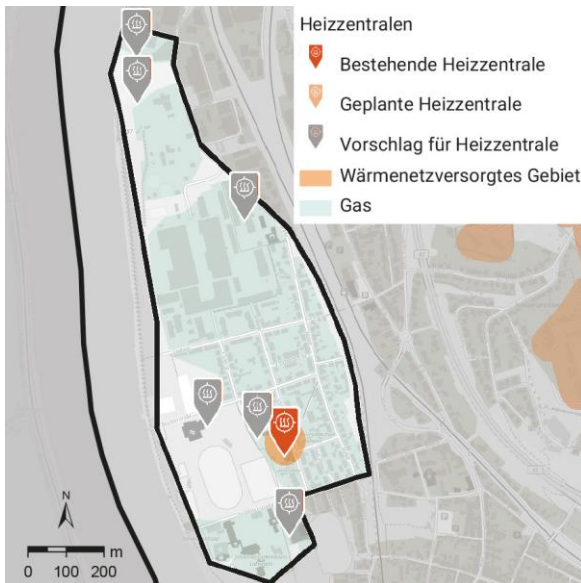 Heizzentralen
Bestehende Heizzentrale
Geplante Heizzentrale
Vorschlag für Heizzentrale
Wärmenetzversorgtes Gebiet
Gas
N
0 100 200 m